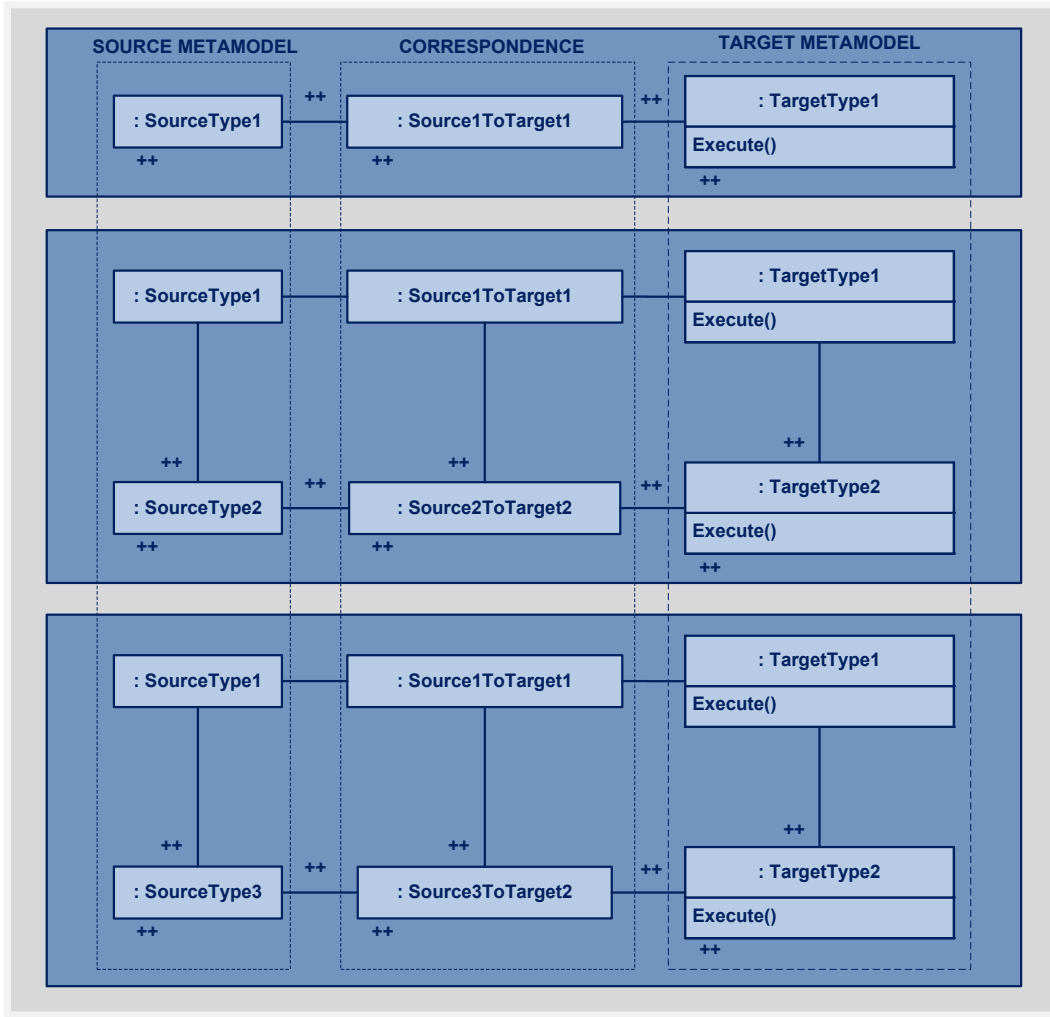 SOURCE METAMODEL CORRESPONDENCE TARGET METAMODEL
++ ++
: SourceType1 : Source1ToTarget1 : TargetType1
Execute()
++ ++ ++
: SourceType1 : Source1ToTarget1 : TargetType1
Execute()
++ ++ ++
++ ++
: SourceType2 : Source2ToTarget2 : TargetType2
Execute()
++ ++ ++
: SourceType1 : Source1ToTarget1 : TargetType1
Execute()
++ ++ ++
++ ++
: SourceType3 : Source3ToTarget2 : TargetType2
Execute()
++ ++ ++